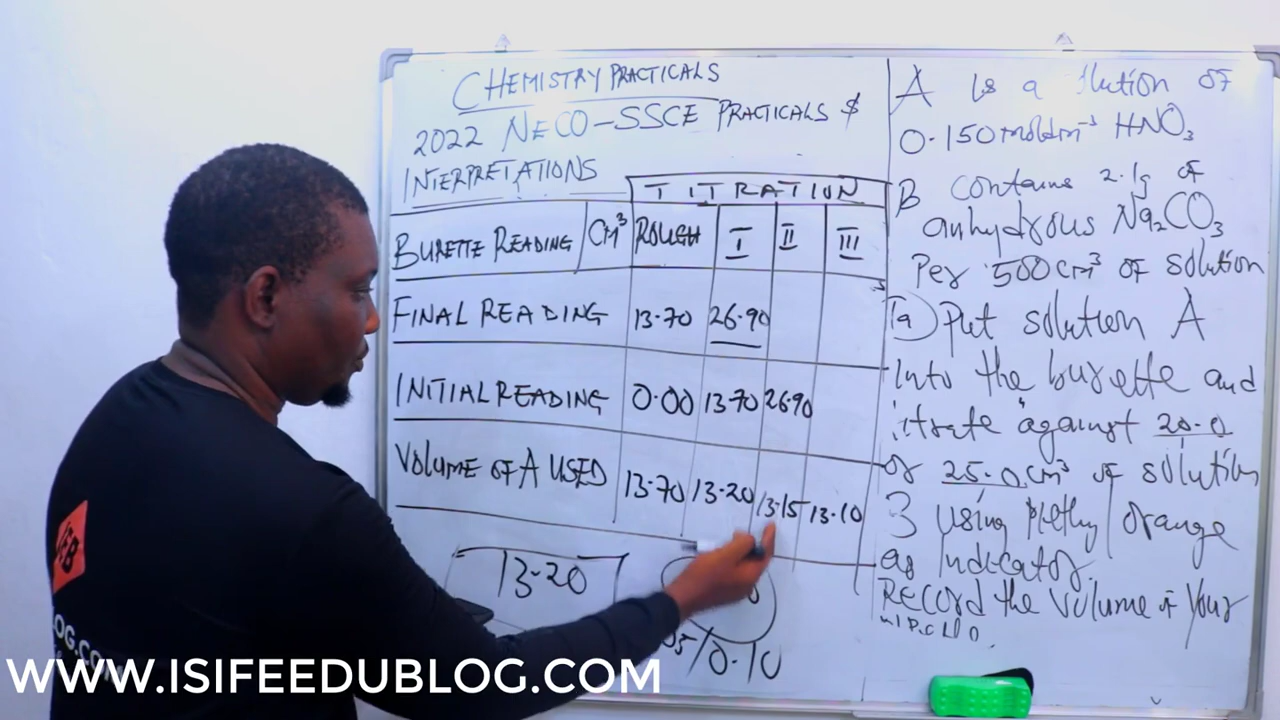 CHEMISTRY PRACTICALS
2022 NECO-SSCE PRACTICALS $
INTERPRETATIONS
TITRATION
BURETTE READING CM³ ROUGH I II III
FINAL READING 13.70 26.90
INITIAL READING 0.00 13.70 26.90
VOLUME OF A USED 13.70 13.20 13.15 13.10
13.20
/0.10
A is a solution of
0.150moldm⁻³ HNO₃
B contains 2.1g of
anhydrous Na₂CO₃
Per 500cm³ of solution
1a) Put solution A
into the burette and
titrate against 20.0
or 25.0cm³ of solution
B using orange
as indicator.
Record the volume of your
WWW.ISIFEEDUBLOG.COM